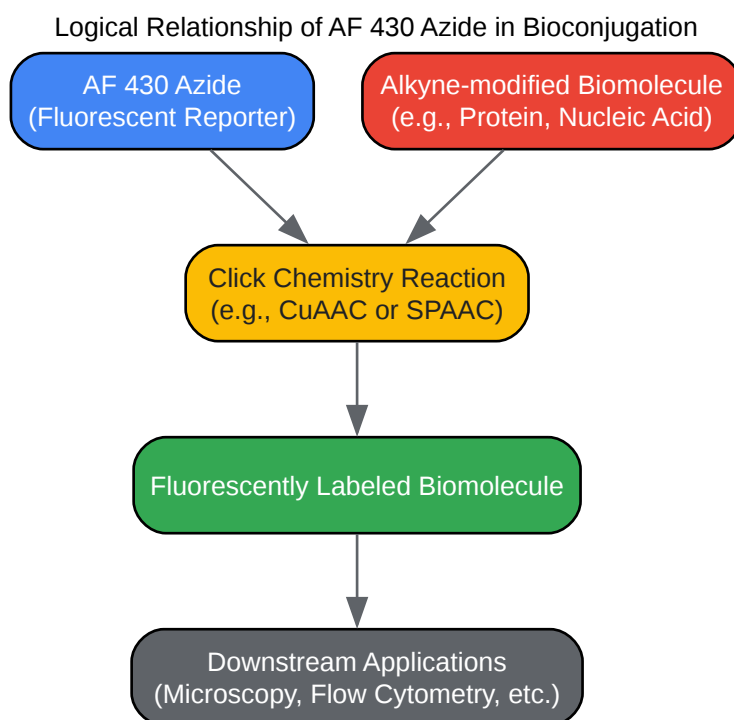 Logical Relationship of AF 430 Azide in Bioconjugation
AF 430 Azide
(Fluorescent Reporter)
Alkyne-modified Biomolecule
(e.g., Protein, Nucleic Acid)
Click Chemistry Reaction
(e.g., CuAAC or SPAAC)
Fluorescently Labeled Biomolecule
Downstream Applications
(Microscopy, Flow Cytometry, etc.)